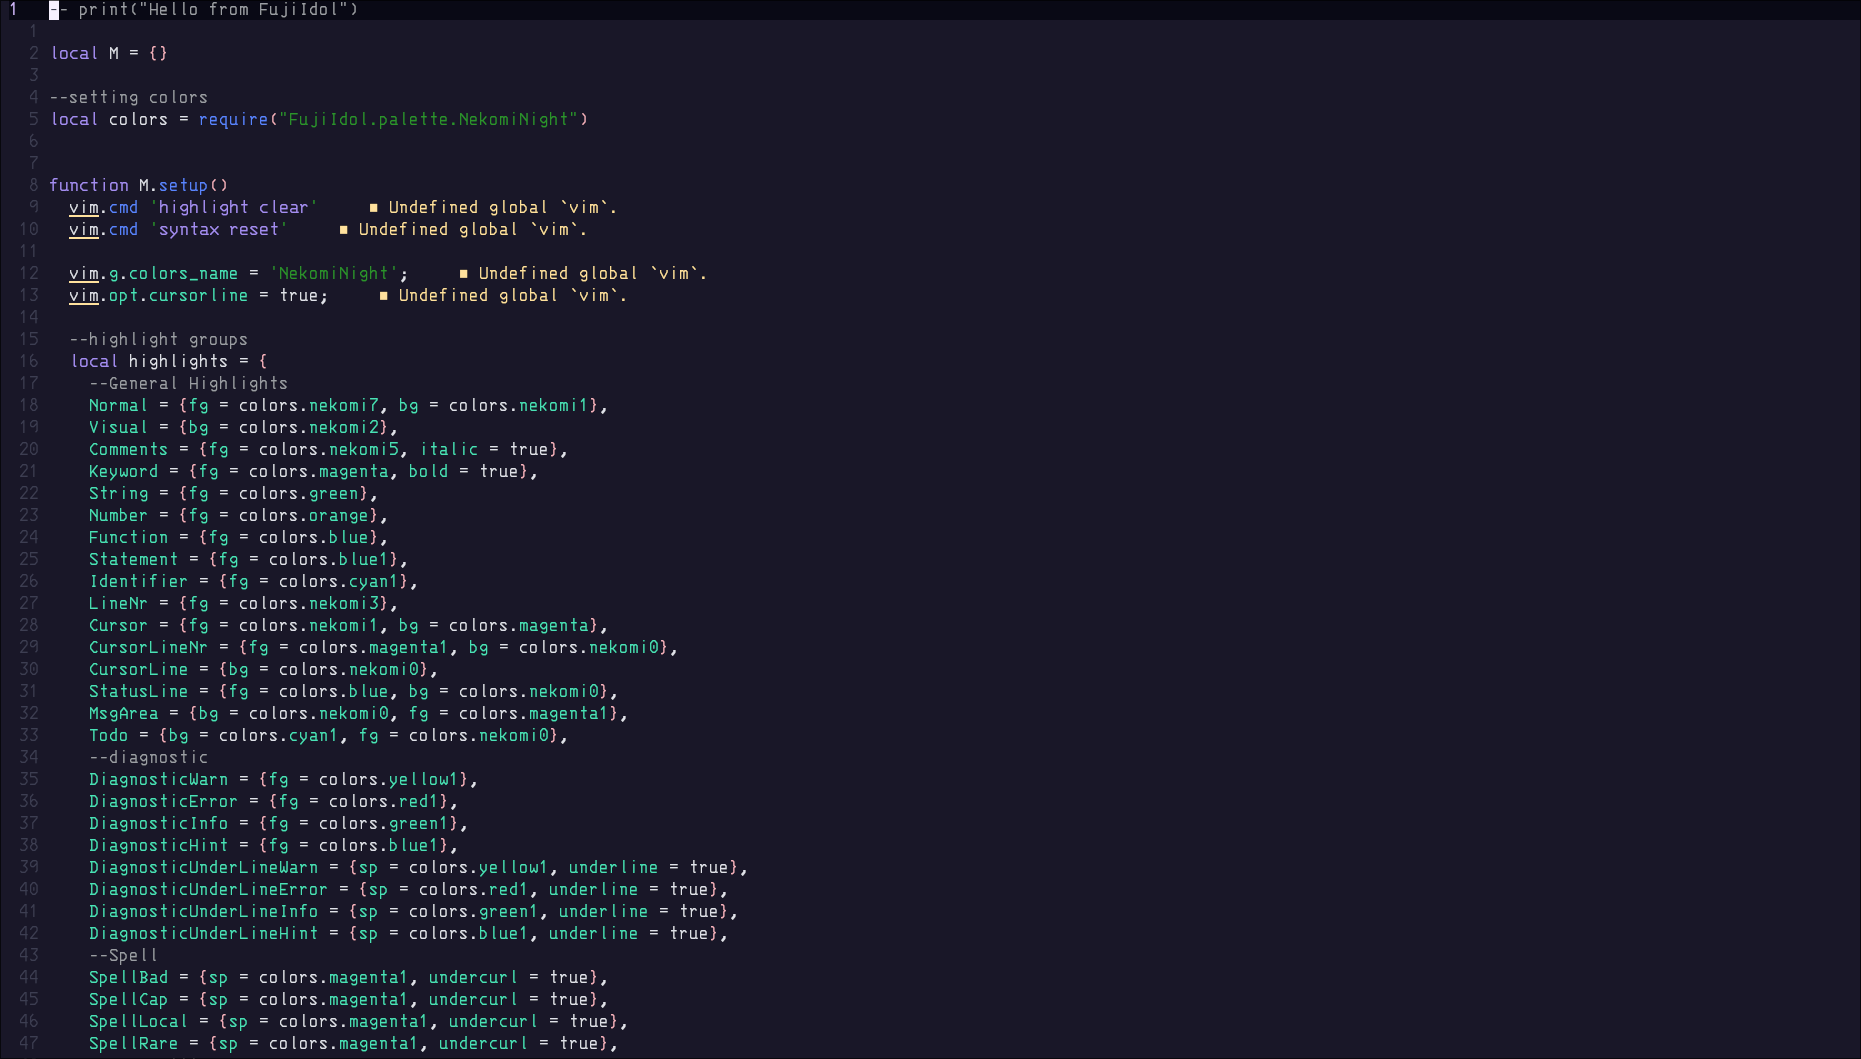 1 -- print("Hello from FujiIdol")
1
2 local M = {}
3
4 --setting colors
5 local colors = require("FujiIdol.palette.NekomiNight")
6
7
8 function M.setup()
9 vim.cmd 'highlight clear' ■ Undefined global `vim`.
10 vim.cmd 'syntax reset' ■ Undefined global `vim`.
11
12 vim.g.colors_name = 'NekomiNight'; ■ Undefined global `vim`.
13 vim.opt.cursorline = true; ■ Undefined global `vim`.
14
15 --highlight groups
16 local highlights = {
17 --General Highlights
18 Normal = {fg = colors.nekomi7, bg = colors.nekomi1},
19 Visual = {bg = colors.nekomi2},
20 Comments = {fg = colors.nekomi5, italic = true},
21 Keyword = {fg = colors.magenta, bold = true},
22 String = {fg = colors.green},
23 Number = {fg = colors.orange},
24 Function = {fg = colors.blue},
25 Statement = {fg = colors.blue1},
26 Identifier = {fg = colors.cyan1},
27 LineNr = {fg = colors.nekomi3},
28 Cursor = {fg = colors.nekomi1, bg = colors.magenta},
29 CursorLineNr = {fg = colors.magenta1, bg = colors.nekomi0},
30 CursorLine = {bg = colors.nekomi0},
31 StatusLine = {fg = colors.blue, bg = colors.nekomi0},
32 MsgArea = {bg = colors.nekomi0, fg = colors.magenta1},
33 Todo = {bg = colors.cyan1, fg = colors.nekomi0},
34 --diagnostic
35 DiagnosticWarn = {fg = colors.yellow1},
36 DiagnosticError = {fg = colors.red1},
37 DiagnosticInfo = {fg = colors.green1},
38 DiagnosticHint = {fg = colors.blue1},
39 DiagnosticUnderLineWarn = {sp = colors.yellow1, underline = true},
40 DiagnosticUnderLineError = {sp = colors.red1, underline = true},
41 DiagnosticUnderLineInfo = {sp = colors.green1, underline = true},
42 DiagnosticUnderLineHint = {sp = colors.blue1, underline = true},
43 --Spell
44 SpellBad = {sp = colors.magenta1, undercurl = true},
45 SpellCap = {sp = colors.magenta1, undercurl = true},
46 SpellLocal = {sp = colors.magenta1, undercurl = true},
47 SpellRare = {sp = colors.magenta1, undercurl = true},